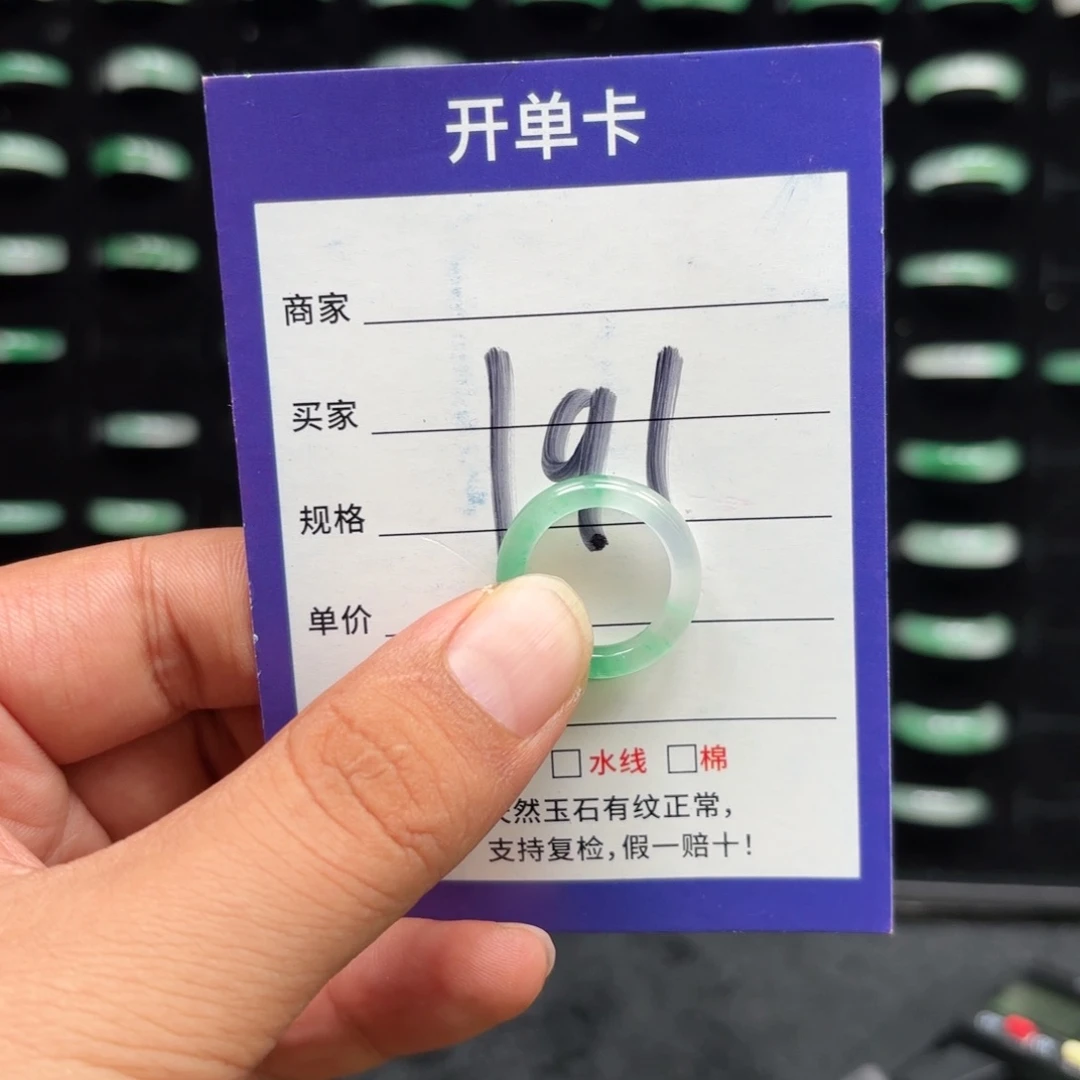 开单卡
商家
191
买家
规格
单价
水线 棉
天然玉石有纹正常，
支持复检，假一赔十！